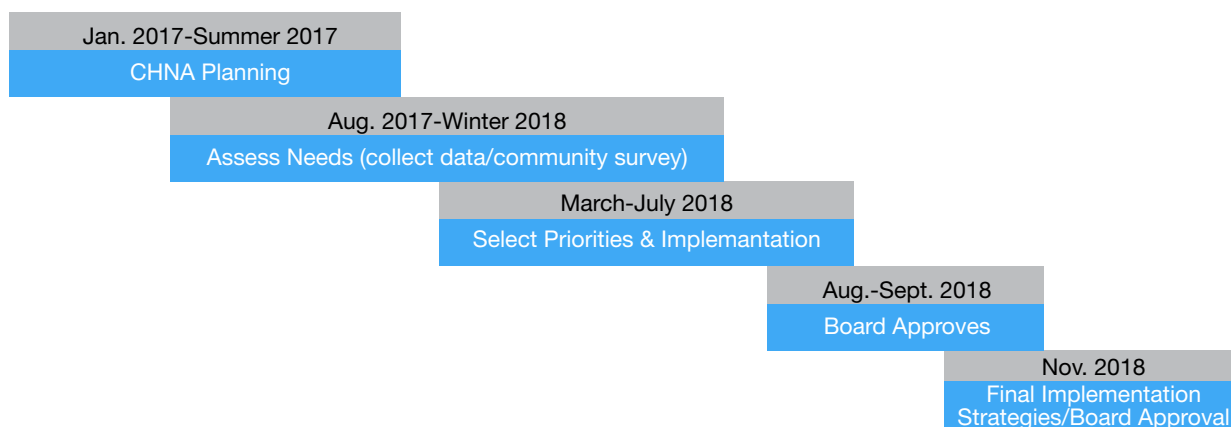 Jan. 2017-Summer 2017
CHNA Planning
Aug. 2017-Winter 2018
Assess Needs (collect data/community survey)
March-July 2018
Select Priorities & Implemantation
Aug.-Sept. 2018
Board Approves
Nov. 2018
Final Implementation
Strategies/Board Approval